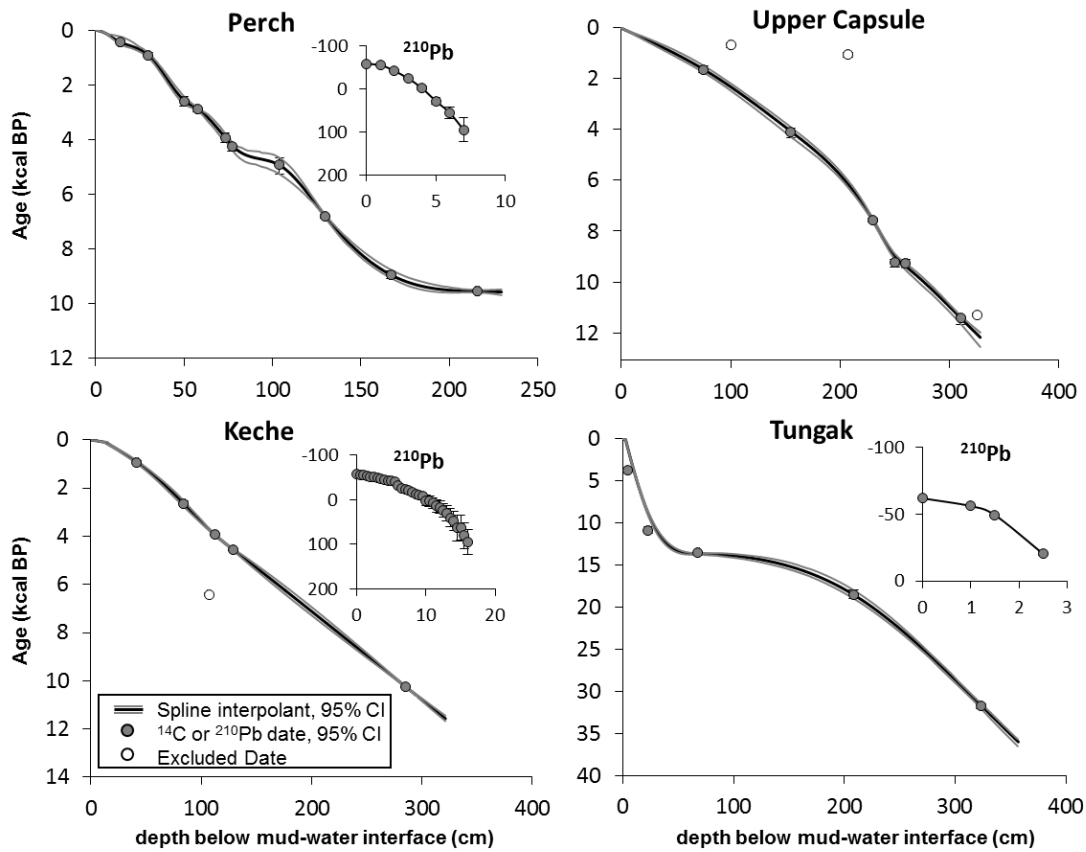 Perch
Age (kcal BP)
0
2
4
6
8
10
12
0 50 100 150 200 250
²¹⁰Pb
-100
0
100
200
0 5 10
Upper Capsule
0
2
4
6
8
10
12
0 100 200 300 400
Keche
Age (kcal BP)
0
2
4
6
8
10
12
14
0 100 200 300 400
depth below mud-water interface (cm)
²¹⁰Pb
-100
0
100
200
0 10 20
Spline interpolant, 95% CI
¹⁴C or ²¹⁰Pb date, 95% CI
Excluded Date
Tungak
0
5
10
15
20
25
30
35
40
0 100 200 300 400
depth below mud-water interface (cm)
²¹⁰Pb
-100
-50
0
0 1 2 3